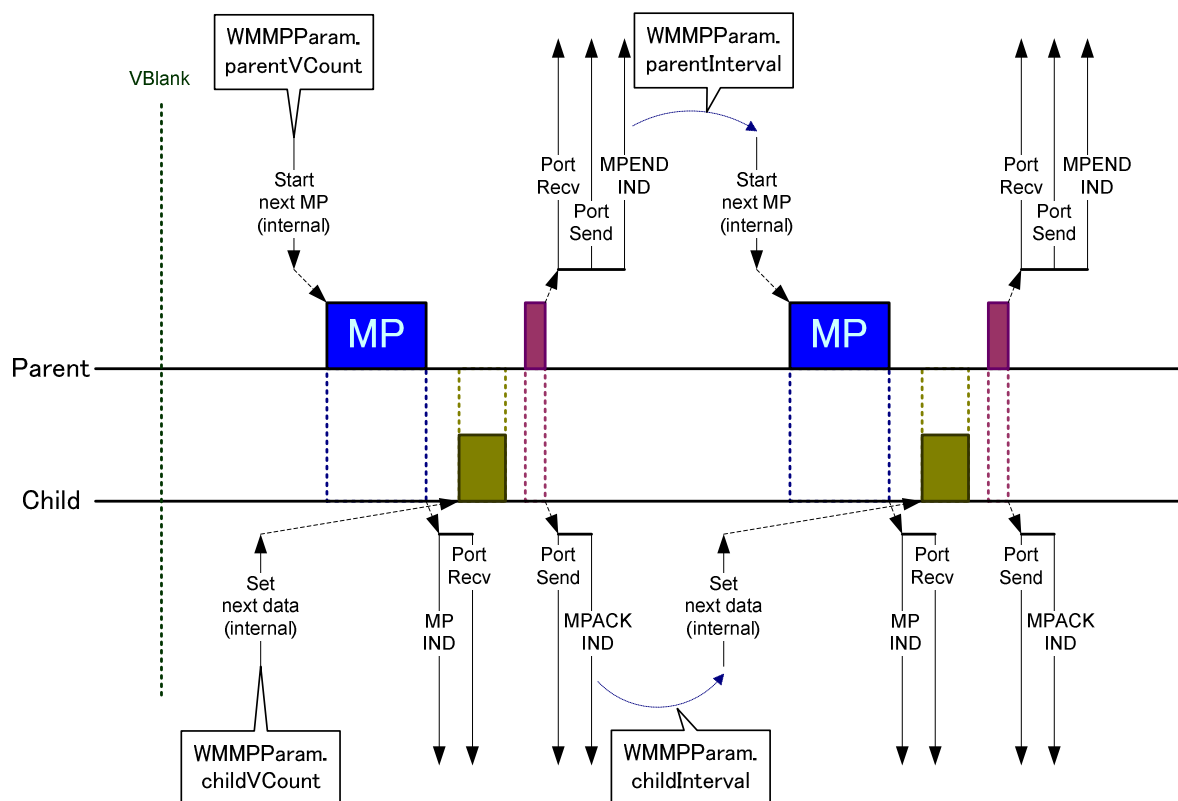 WMMPParam.
parentVCount
WMMPParam.
parentInterval
VBlank
Start
next MP
(internal)
Port
Recv
Port
Send
MPEND
IND
Start
next MP
(internal)
Port
Recv
Port
Send
MPEND
IND
MP
MP
Parent
Child
Set
next data
(internal)
MP
IND
Port
Recv
Port
Send
MPACK
IND
Set
next data
(internal)
MP
IND
Port
Recv
Port
Send
MPACK
IND
WMMPParam.
childVCount
WMMPParam.
childInterval